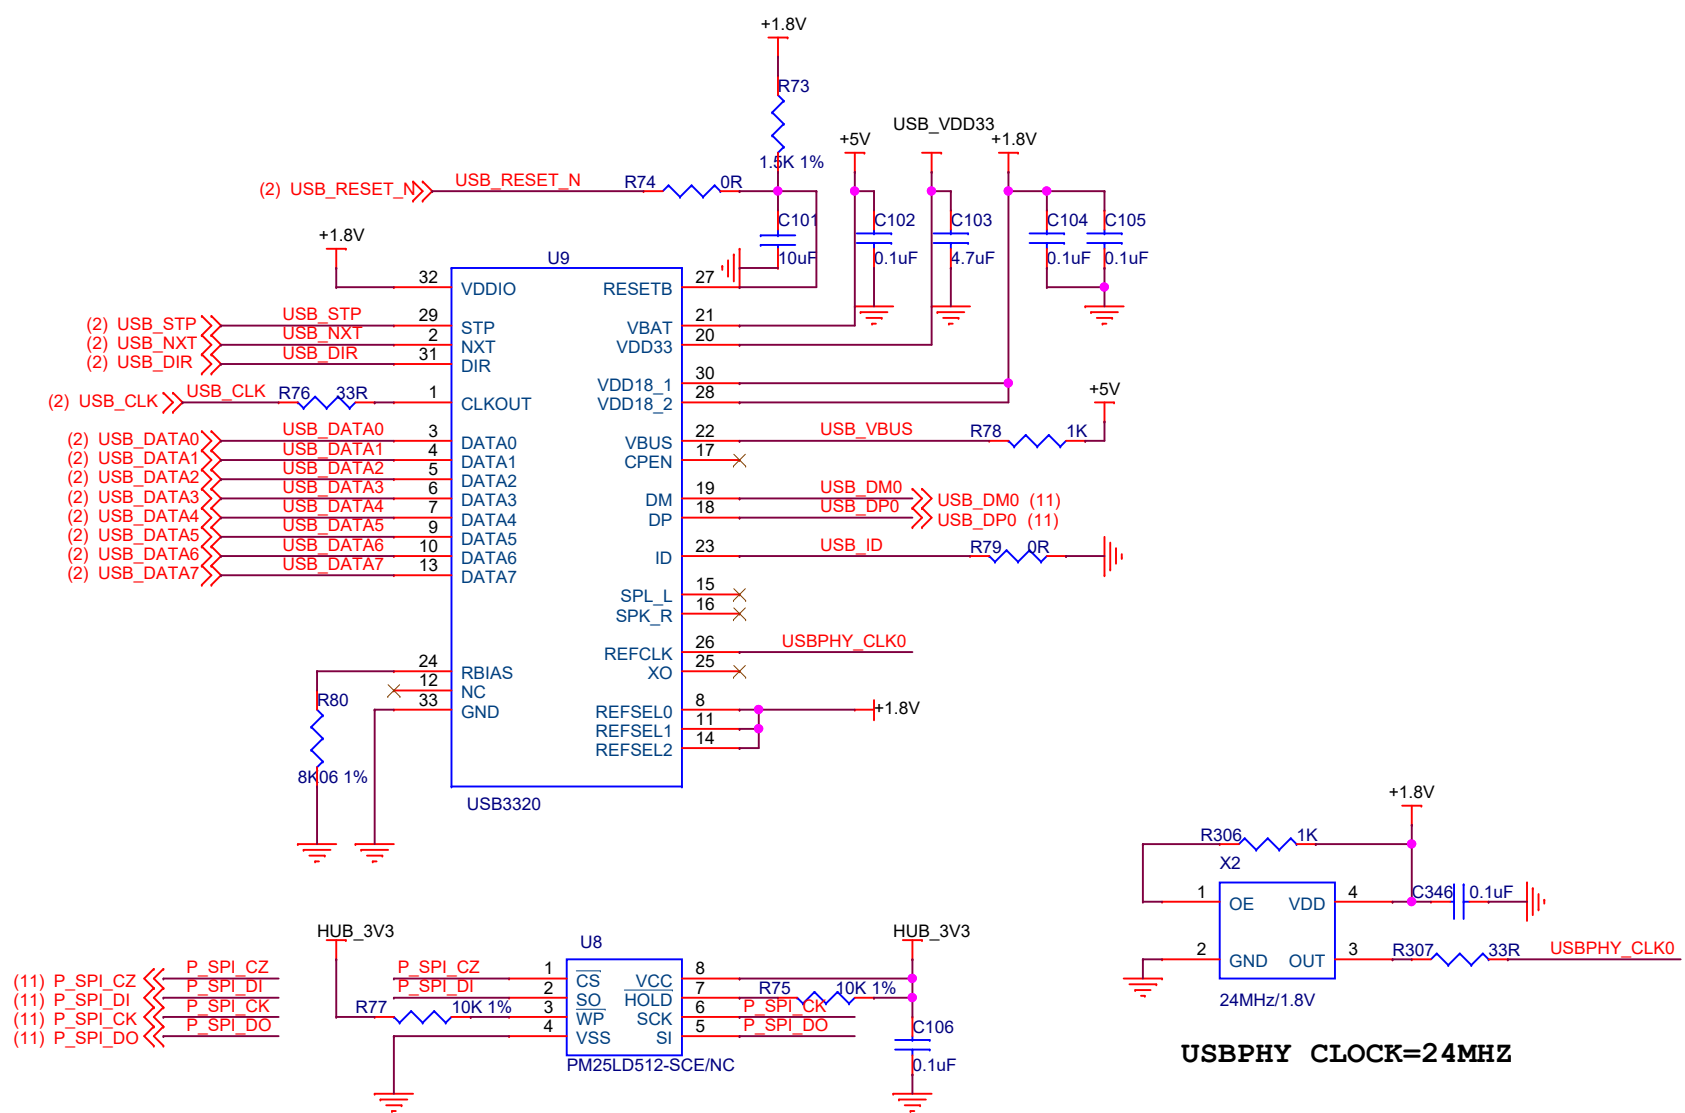 +1.8V
R73
1.5K 1%
USB_VDD33
+5V
+1.8V
(2) USB_RESET_N
USB_RESET_N
R74
0R
C101
10uF
C102
0.1uF
C103
4.7uF
C104
0.1uF
C105
0.1uF
+1.8V
U9
32
VDDIO
RESETB
27
(2) USB_STP
USB_STP
29
STP
VBAT
21
(2) USB_NXT
USB_NXT
2
NXT
VDD33
20
(2) USB_DIR
USB_DIR
31
DIR
VDD18_1
30
VDD18_2
28
+5V
(2) USB_CLK
USB_CLK
R76
33R
1
CLKOUT
(2) USB_DATA0
USB_DATA0
3
DATA0
VBUS
22
USB_VBUS
R78
1K
(2) USB_DATA1
USB_DATA1
4
DATA1
CPEN
17
(2) USB_DATA2
USB_DATA2
5
DATA2
(2) USB_DATA3
USB_DATA3
6
DATA3
DM
19
USB_DM0
USB_DM0 (11)
(2) USB_DATA4
USB_DATA4
7
DATA4
DP
18
USB_DP0
USB_DP0 (11)
(2) USB_DATA5
USB_DATA5
9
DATA5
(2) USB_DATA6
USB_DATA6
10
DATA6
ID
23
USB_ID
R79
0R
(2) USB_DATA7
USB_DATA7
13
DATA7
SPL_L
15
SPK_R
16
REFCLK
26
USBPHY_CLK0
XO
25
24
RBIAS
12
NC
33
GND
R80
8K06 1%
REFSEL0
8
+1.8V
REFSEL1
11
REFSEL2
14
USB3320
+1.8V
R306
1K
X2
1
OE
VDD
4
C346
0.1uF
2
GND
OUT
3
R307
33R
USBPHY_CLK0
24MHz/1.8V
USBPHY CLOCK=24MHZ
HUB_3V3
U8
HUB_3V3
(11) P_SPI_CZ
P_SPI_CZ
(11) P_SPI_DI
P_SPI_DI
(11) P_SPI_CK
P_SPI_CK
(11) P_SPI_DO
P_SPI_DO
P_SPI_CZ
1
CS
VCC
8
P_SPI_DI
2
SO
HOLD
7
R75
10K 1%
R77
10K 1%
3
WP
SCK
6
P_SPI_CK
4
VSS
SI
5
P_SPI_DO
C106
0.1uF
PM25LD512-SCE/NC